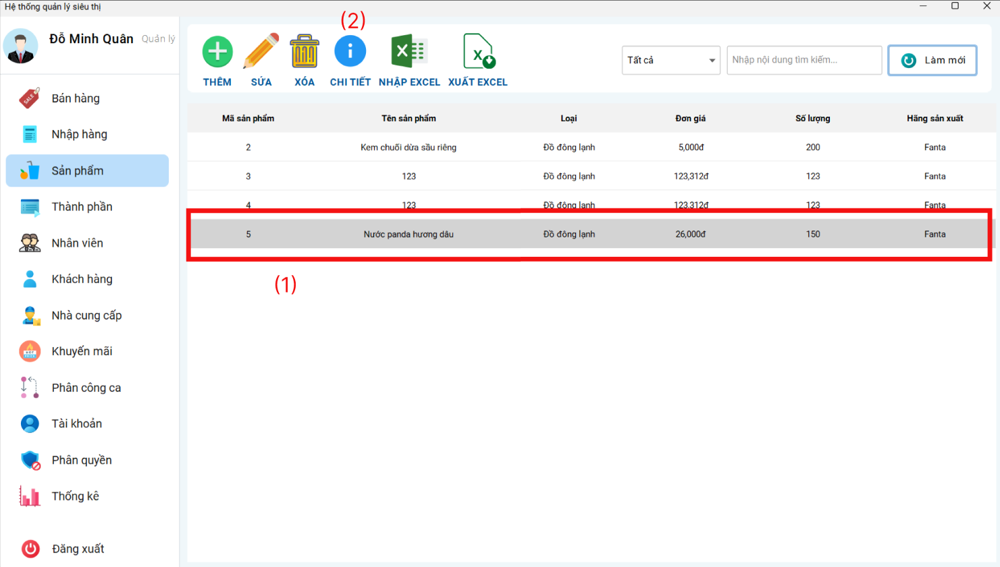 Hệ thống quản lý siêu thị
(2)
Đỗ Minh Quân Quản lý
THÊM SỬA XÓA CHI TIẾT NHẬP EXCEL XUẤT EXCEL
Tất cả Nhập nội dung tìm kiếm... Làm mới
Bán hàng
Nhập hàng
Sản phẩm
Thành phần
Nhân viên
Khách hàng
Nhà cung cấp
Khuyến mãi
Phân công ca
Tài khoản
Phân quyền
Thống kê
Đăng xuất
SALE
HOT
PRICE
Mã sản phẩm Tên sản phẩm Loại Đơn giá Số lượng Hãng sản xuất
2 Kem chuối dừa sầu riêng Đồ đông lạnh 5,000đ 200 Fanta
3 123 Đồ đông lạnh 123,312đ 123 Fanta
4 123 Đồ đông lạnh 123,312đ 123 Fanta
5 Nước panda hương dâu Đồ đông lạnh 26,000đ 150 Fanta
(1)